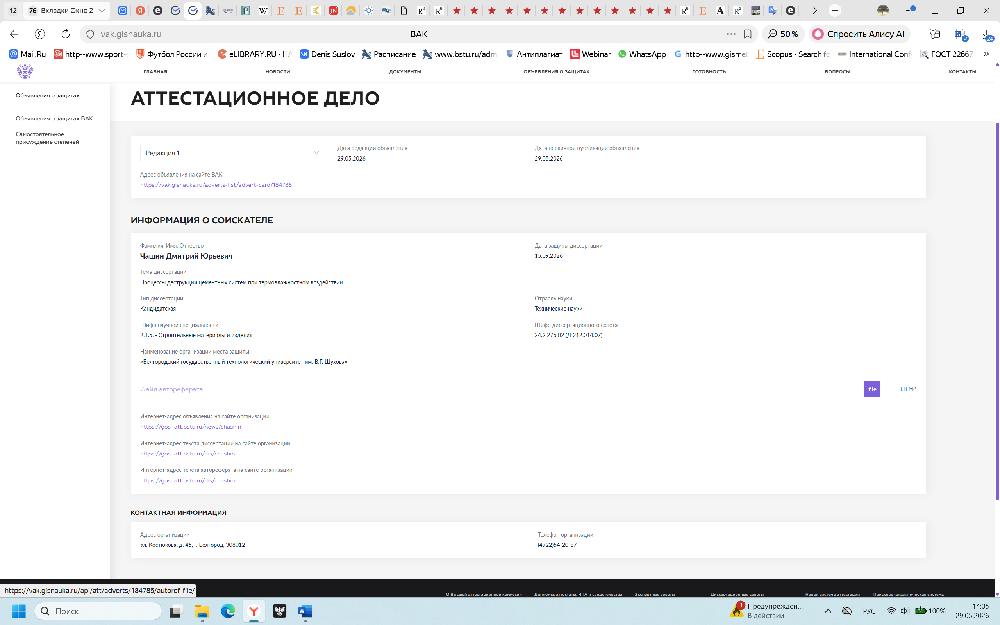 12
76 Вкладки Окно 2
vak.gisnauka.ru
ВАК
50 %
Спросить Алису AI
24
Mail.Ru
http--www.sport-
Футбол России и
eLIBRARY.RU - НА
Denis Suslov
Расписание
www.bstu.ru/adm
Антиплагиат
Webinar
WhatsApp
http--www.gismet
Scopus - Search fo
International Conf
ГОСТ 22667
ГЛАВНАЯ
НОВОСТИ
ДОКУМЕНТЫ
ОБЪЯВЛЕНИЯ О ЗАЩИТАХ
ГОТОВНОСТЬ
ВОПРОСЫ
КОНТАКТЫ
Объявления о защитах
Объявления о защитах ВАК
Самостоятельное
присуждение степеней
АТТЕСТАЦИОННОЕ ДЕЛО
Редакция 1
Дата редакции объявления
29.05.2026
Дата первичной публикации объявления
29.05.2026
Адрес объявления на сайте ВАК
https://vak.gisnauka.ru/adverts-list/advert-card/184785
ИНФОРМАЦИЯ О СОИСКАТЕЛЕ
Фамилия, Имя, Отчество
Чашин Дмитрий Юрьевич
Дата защиты диссертации
15.09.2026
Тема диссертации
Процессы деструкции цементных систем при термовлажностном воздействии
Тип диссертации
Кандидатская
Отрасль науки
Технические науки
Шифр научной специальности
2.1.5. - Строительные материалы и изделия
Шифр диссертационного совета
24.2.276.02 (Д 212.014.07)
Наименование организации места защиты
«Белгородский государственный технологический университет им. В.Г. Шухова»
Файл автореферата
file
1.11 Мб
Интернет-адрес объявления на сайте организации
https://gos_att.bstu.ru/news/chashin
Интернет-адрес текста диссертации на сайте организации
https://gos_att.bstu.ru/dis/chashin
Интернет-адрес текста автореферата на сайте организации
https://gos_att.bstu.ru/dis/chashin
КОНТАКТНАЯ ИНФОРМАЦИЯ
Адрес организации
Ул. Костюкова, д. 46, г. Белгород, 308012
Телефон организации
(4722)54-20-87
https://vak.gisnauka.ru/api/att/adverts/184785/autoref-file/
О Высшей аттестационной комиссии
Дипломы, аттестаты, НПА и свидетельства
Экспертные советы
Диссертационные советы
Новая система аттестации
Поисково-аналитическая система
Поиск
1
Предупрежден...
В действии
РУС
100%
14:05
29.05.2026